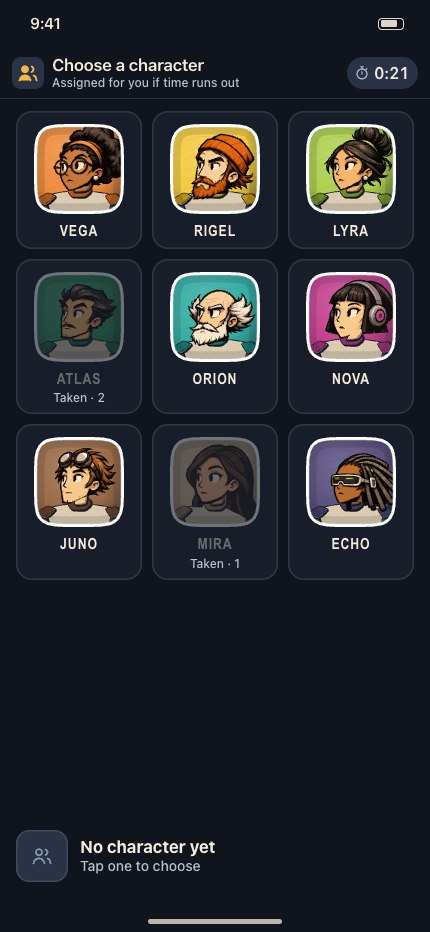 9:41
Choose a character
Assigned for you if time runs out
0:21
VEGA
RIGEL
LYRA
ATLAS
Taken · 2
ORION
NOVA
JUNO
MIRA
Taken · 1
ECHO
No character yet
Tap one to choose